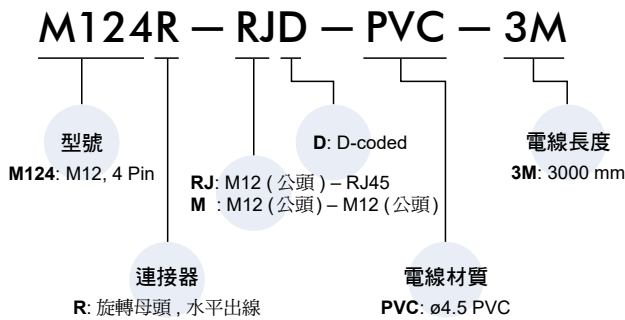 M124R — RJD — PVC — 3M
型號
M124: M12, 4 Pin
D: D-coded
RJ: M12 ( 公頭 ) – RJ45
M : M12 ( 公頭 ) – M12 ( 公頭 )
電線長度
3M: 3000 mm
連接器
R: 旋轉母頭 , 水平出線
電線材質
PVC: ø4.5 PVC